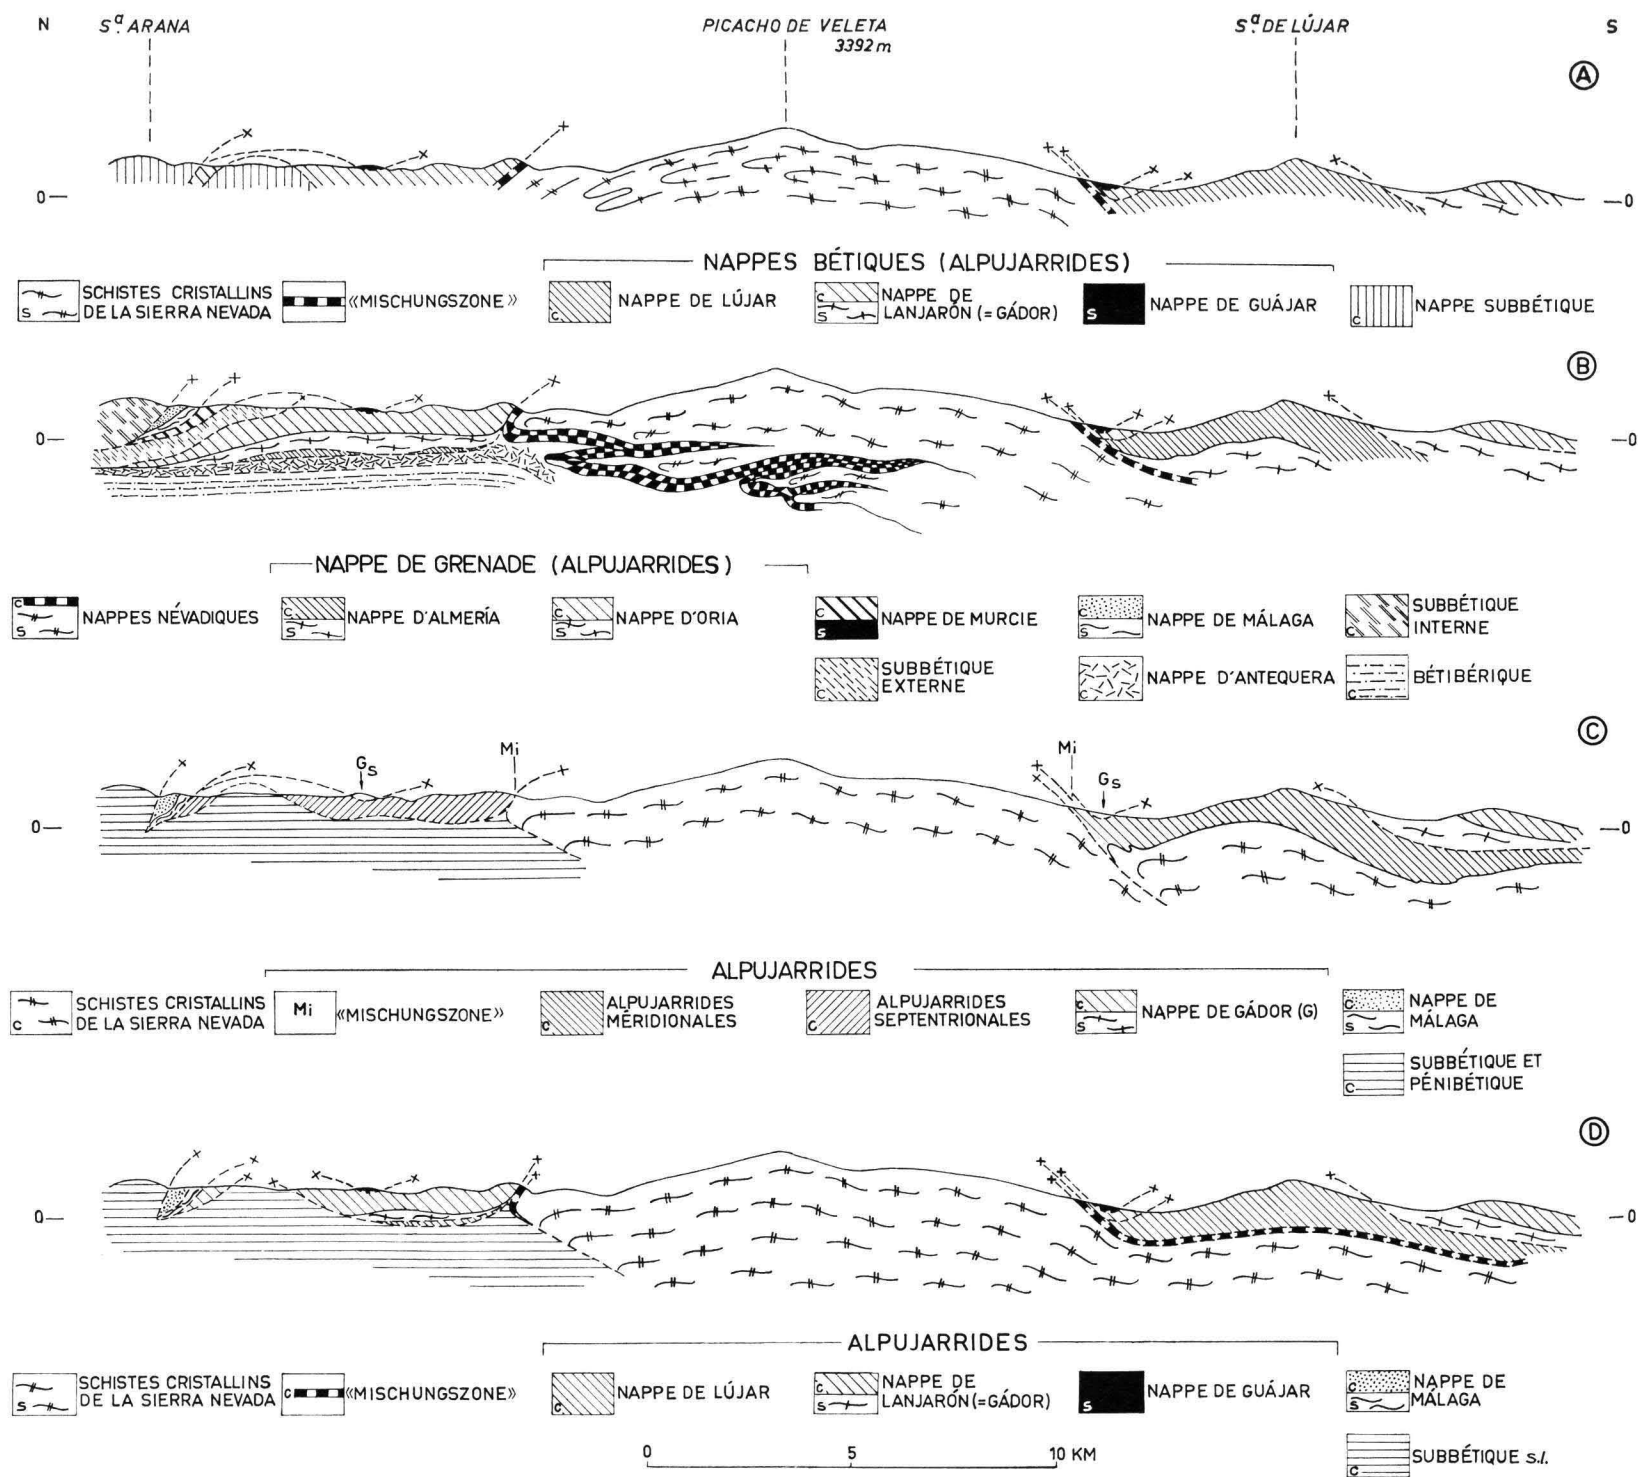 N
Sª. ARANA
PICACHO DE VELETA
3392 m
Sª. DE LÚJAR
S
A
0
0
NAPPES BÉTIQUES (ALPUJARRIDES)
S
SCHISTES CRISTALLINS
DE LA SIERRA NEVADA
«MISCHUNGSZONE»
C
NAPPE DE LÚJAR
C
S
NAPPE DE
LANJARÓN (= GÁDOR)
S
NAPPE DE GUÁJAR
C
NAPPE SUBBÉTIQUE
B
0
0
NAPPE DE GRENADE (ALPUJARRIDES)
C
S
NAPPES NÉVADIQUES
C
S
NAPPE D'ALMERÍA
C
S
NAPPE D'ORIA
C
S
NAPPE DE MURCIE
C
S
NAPPE DE MÁLAGA
C
SUBBÉTIQUE
INTERNE
C
SUBBÉTIQUE
EXTERNE
C
NAPPE D'ANTEQUERA
C
BÉTIBÉRIQUE
C
Gs
Mi
Mi
Gs
0
0
ALPUJARRIDES
C
SCHISTES CRISTALLINS
DE LA SIERRA NEVADA
Mi
«MISCHUNGSZONE»
C
ALPUJARRIDES
MÉRIDIONALES
C
ALPUJARRIDES
SEPTENTRIONALES
C
S
NAPPE DE GÁDOR (G)
C
S
NAPPE DE
MÁLAGA
C
SUBBÉTIQUE ET
PÉNIBÉTIQUE
D
0
0
ALPUJARRIDES
S
SCHISTES CRISTALLINS
DE LA SIERRA NEVADA
C
«MISCHUNGSZONE»
C
NAPPE DE LÚJAR
C
S
NAPPE DE
LANJARÓN (= GÁDOR)
S
NAPPE DE GUÁJAR
C
S
NAPPE DE
MÁLAGA
C
SUBBÉTIQUE s.l.
0
5
10 KM